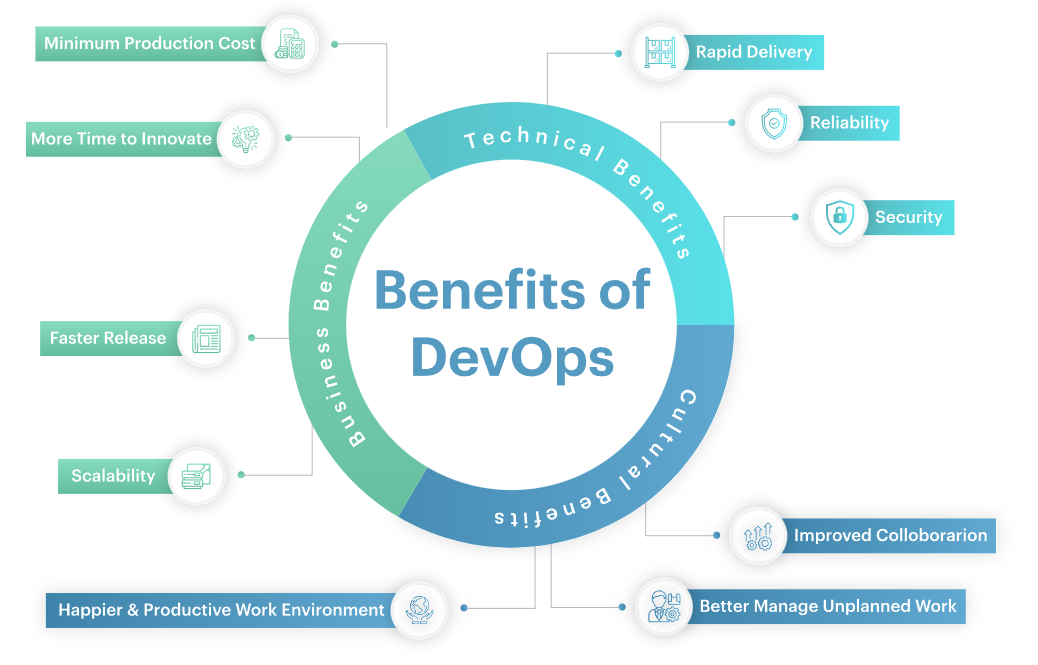 Minimum Production Cost
Rapid Delivery
More Time to Innovate
Reliability
Technical Benefits
Security
Business Benefits
Benefits of
DevOps
Faster Release
Cultural Benefits
Scalability
Improved Colloborarion
Happier & Productive Work Environment
Better Manage Unplanned Work